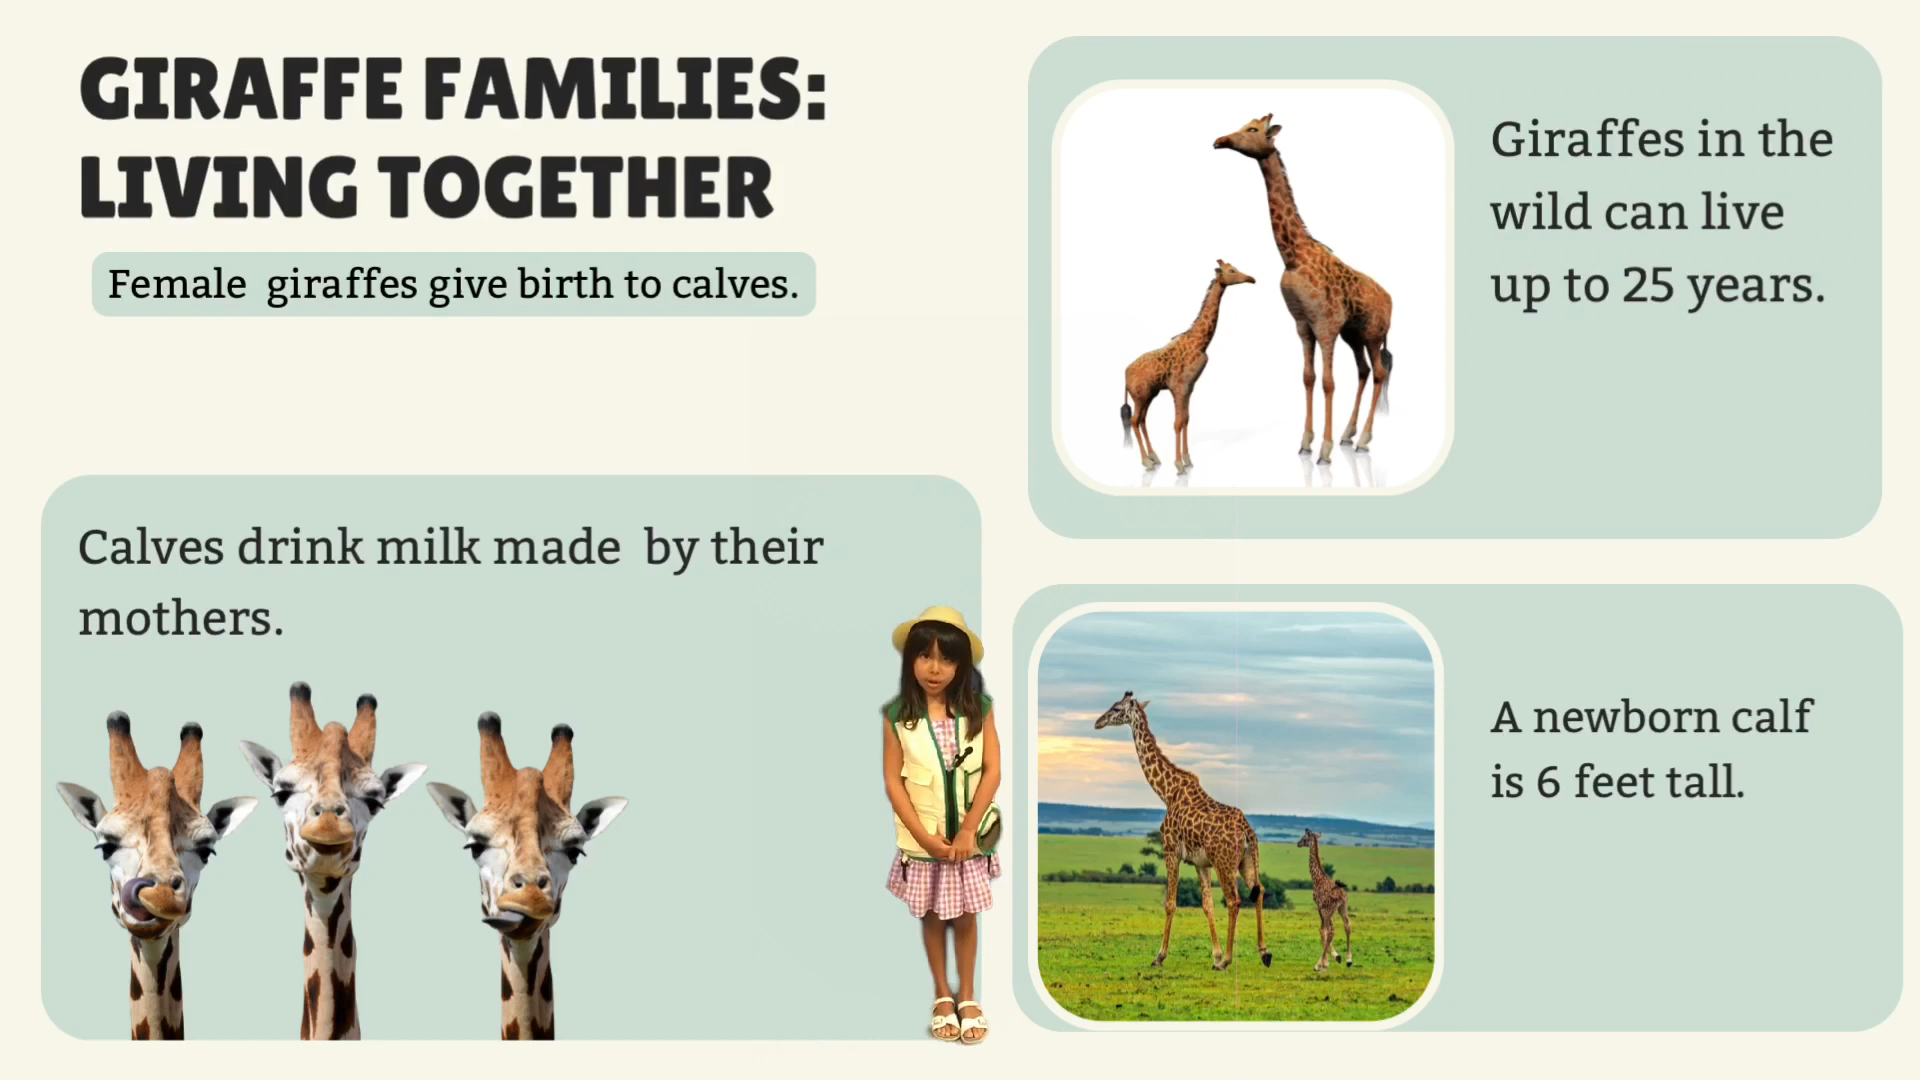 GIRAFFE FAMILIES:
LIVING TOGETHER
Female giraffes give birth to calves.
Calves drink milk made by their
mothers.
Giraffes in the
wild can live
up to 25 years.
A newborn calf
is 6 feet tall.